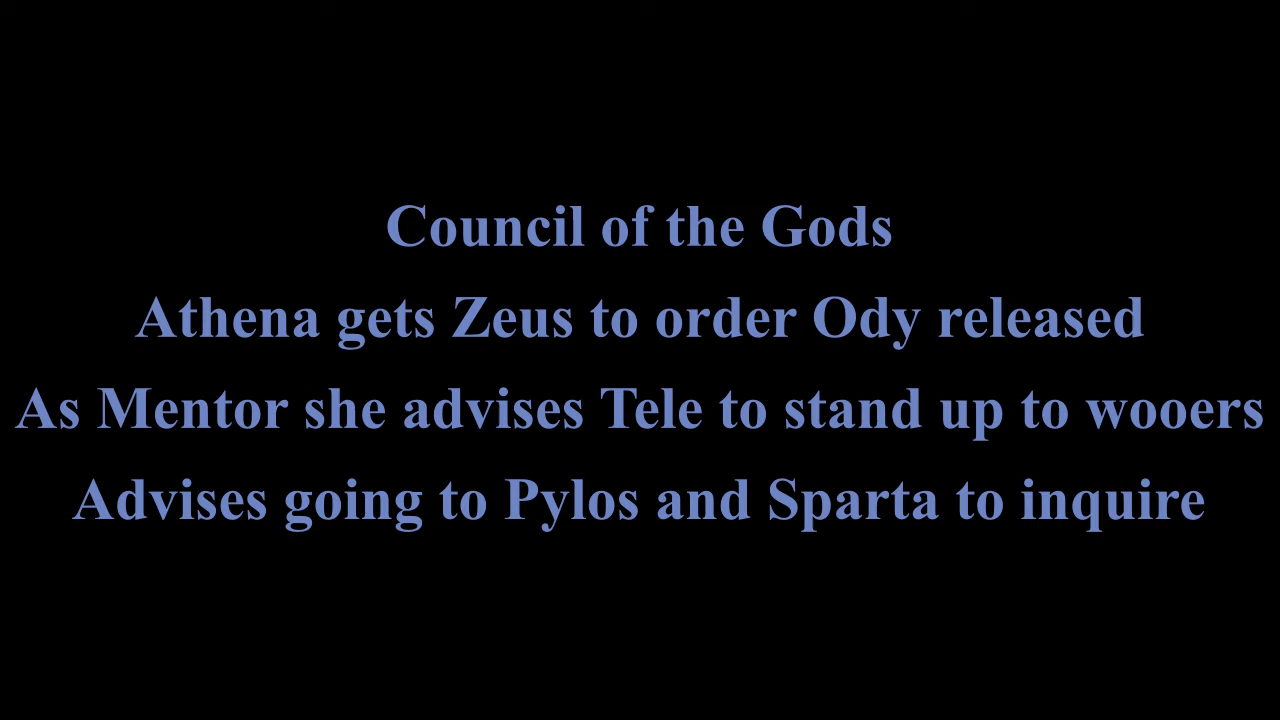 Council of the Gods
Athena gets Zeus to order Ody released
As Mentor she advises Tele to stand up to wooers
Advises going to Pylos and Sparta to inquire